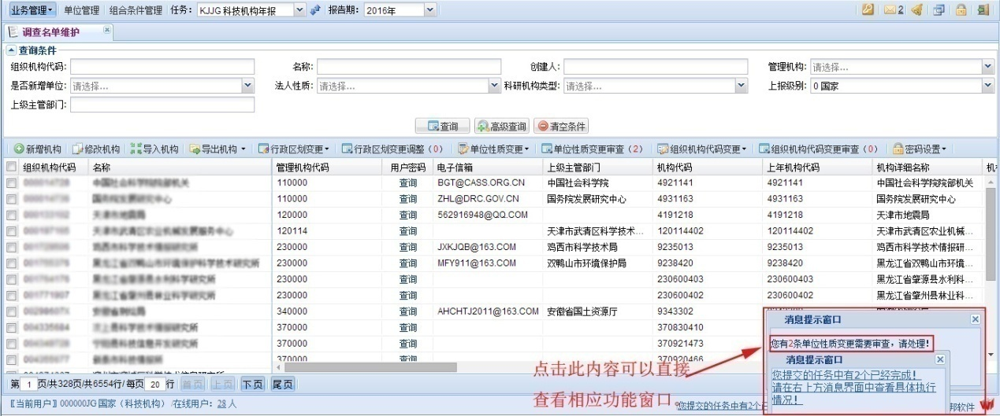 业务管理 单位管理 组合条件管理 任务: KJJG 科技机构年报 报告期: 2016年 2
调查名单维护
查询条件
组织机构代码: 名称: 创建人: 管理机构: 请选择...
是否新增单位: 请选择... 法人性质: 请选择... 科研机构类型: 请选择... 上报级别: 0 国家
上级主管部门:
查询 高级查询 清空条件
新增机构 修改机构 导入机构 导出机构 行政区划变更 行政区划变更调整（0） 单位性质变更 单位性质变更审查（2） 组织机构代码变更 组织机构代码变更审查（0） 密码设置
组织机构代码 名称 管理机构代码 用户密码 电子信箱 上级主管部门 机构代码 上年机构代码 机构详细名称 机
110000 查询 BGT@CASS.ORG.CN 中国社会科学院 4921141 4921141 中国社会科学院院部机关
110000 查询 ZHL@DRC.GOV.CN 国务院发展研究中心 4931163 4931163 国务院发展研究中心
120000 查询 562916948@QQ.COM 4191218 4191218 天津市地震局
120114 查询 天津市武清区科学技术... 120114402 120114402 天津市武清区农业机械...
230000 查询 JXKJQB@163.COM 鸡西市科学技术局 9235013 9235013 鸡西市科学技术情报研...
230000 查询 MFY911@163.COM 双鸭山市环境保护局 9238420 9238420 黑龙江省双鸭山市环境...
230000 查询 230600403 230600403 黑龙江省肇源县水利科...
230000 查询 230600402 230600402 黑龙江省肇州县林业科...
340000 查询 AHCHTJ2011@163.COM 安徽省国土资源厅 9343302
370000 查询 370830410
370000 查询 370921473
370000 查询 370920466
消息提示窗口
您有2条单位性质变更需要审查，请处理！
消息提示窗口
您提交的任务中有2个已经完成！
请在右上方消息界面中查看具体执行
情况！
点击此内容可以直接
查看相应功能窗口。
第 1 页/共328页/共6554行/每页 20 行 首页 上页 下页 尾页
〖当前用户〗000000JG 国家（科技机构） /在线用户: 28 人 您提交的任务中有2个已 邦软件